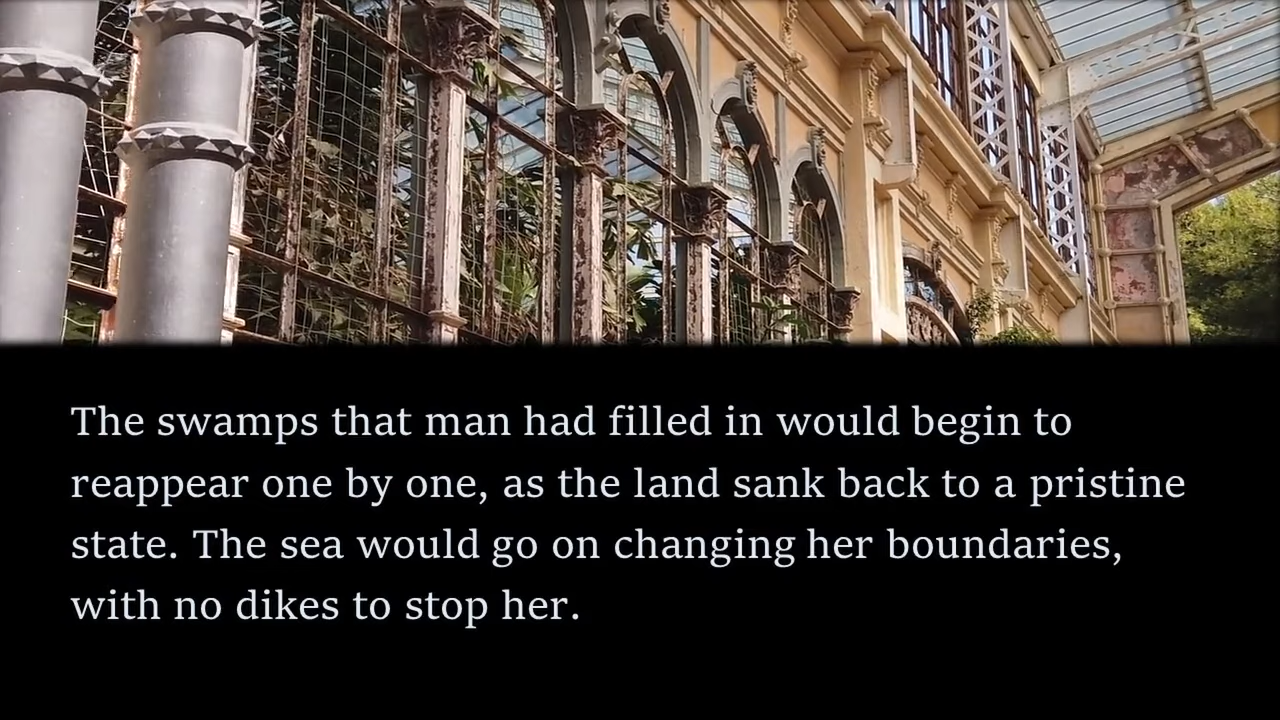 The swamps that man had filled in would begin to
reappear one by one, as the land sank back to a pristine
state. The sea would go on changing her boundaries,
with no dikes to stop her.